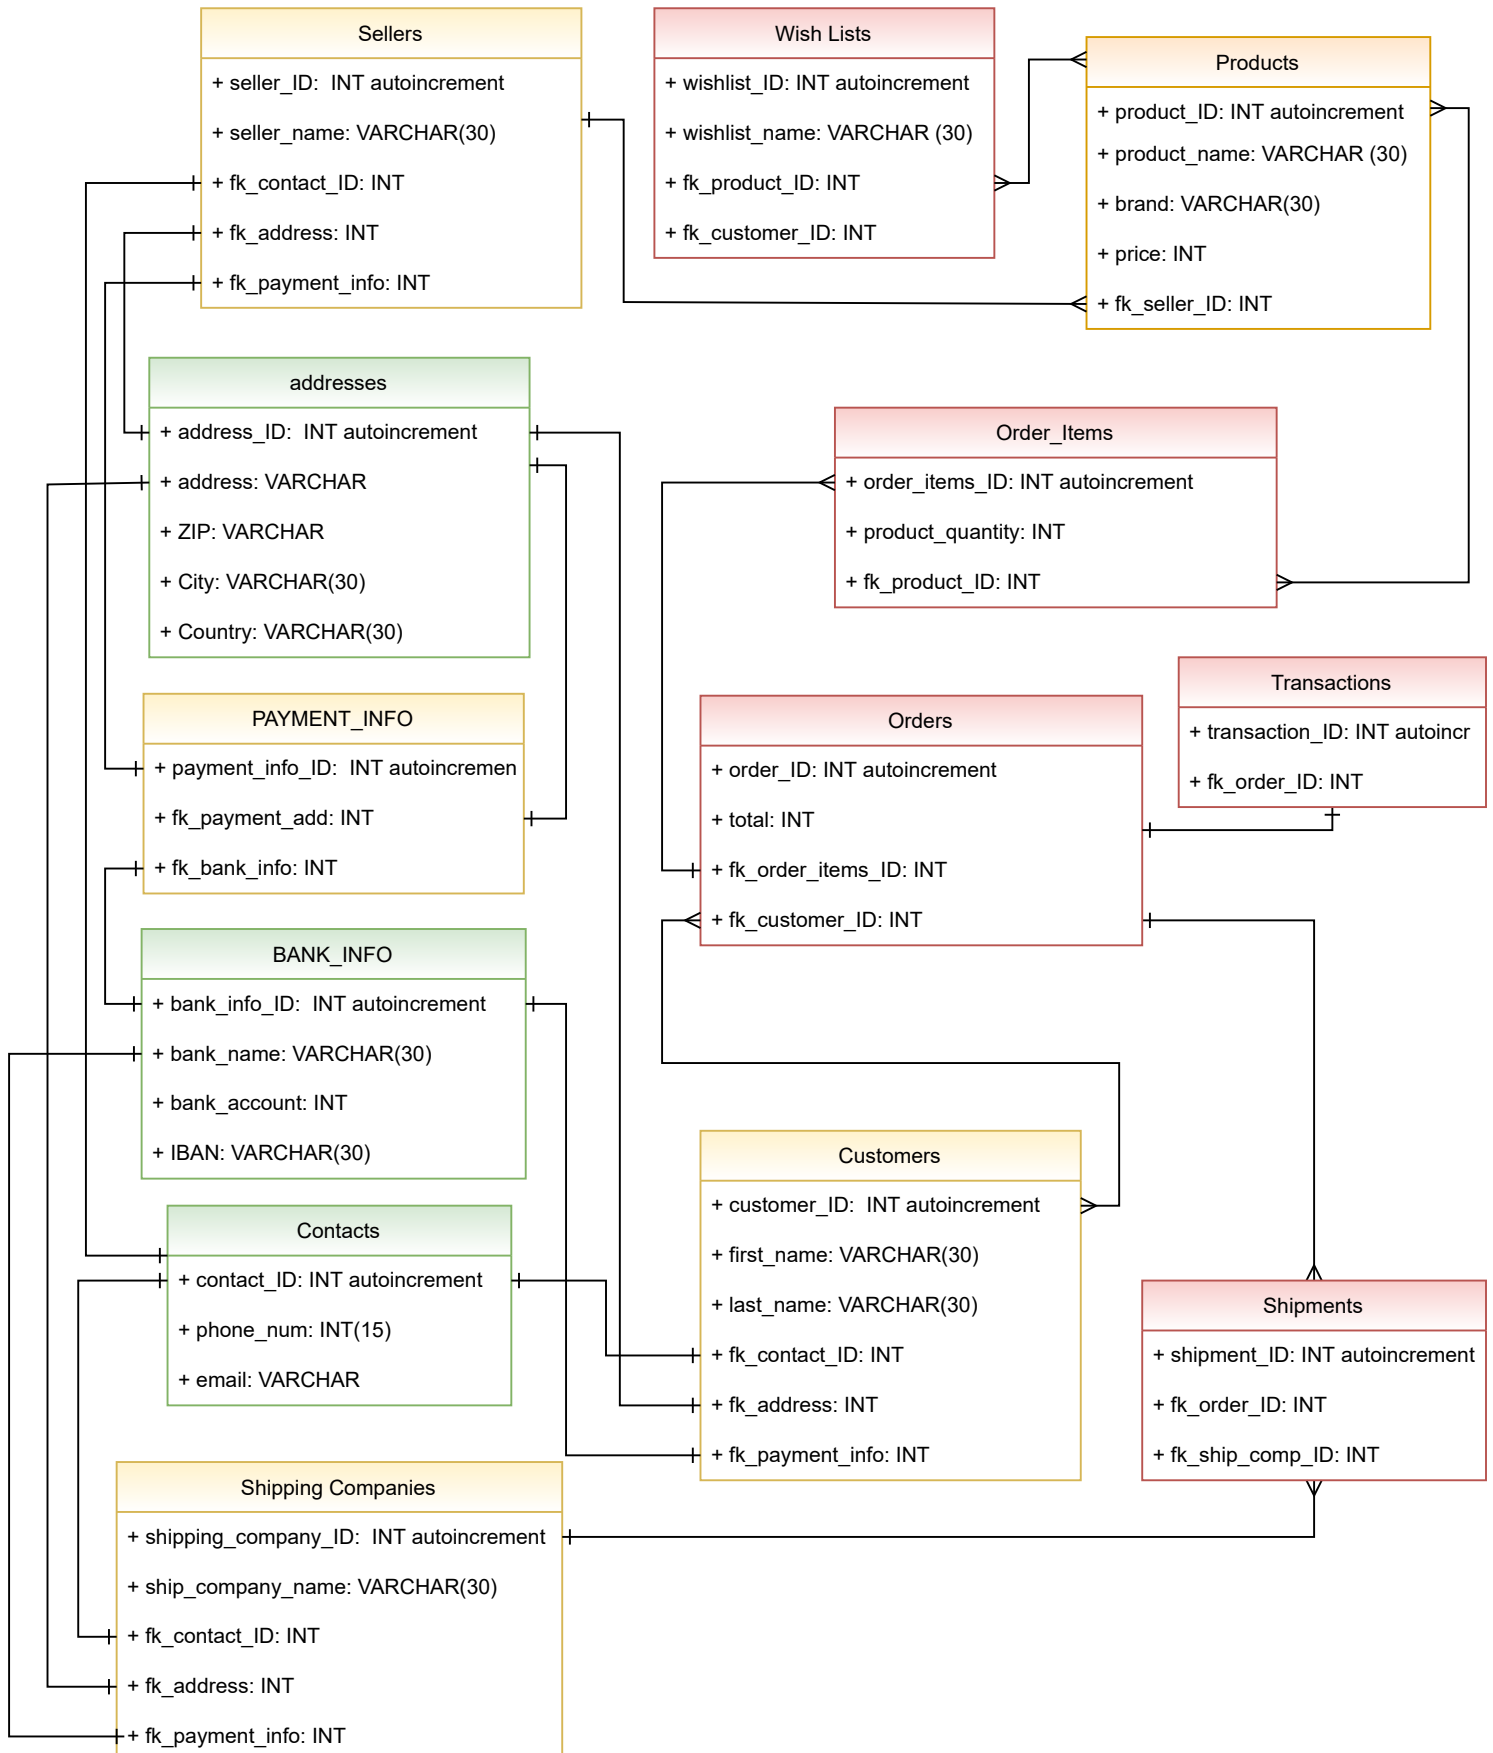 Sellers
+ seller_ID:  INT autoincrement
+ seller_name: VARCHAR(30)
+ fk_contact_ID: INT
+ fk_address: INT
+ fk_payment_info: INT
Wish Lists
+ wishlist_ID: INT autoincrement
+ wishlist_name: VARCHAR (30)
+ fk_product_ID: INT
+ fk_customer_ID: INT
Products
+ product_ID: INT autoincrement
+ product_name: VARCHAR (30)
+ brand: VARCHAR(30)
+ price: INT
+ fk_seller_ID: INT
addresses
+ address_ID:  INT autoincrement
+ address: VARCHAR
+ ZIP: VARCHAR
+ City: VARCHAR(30)
+ Country: VARCHAR(30)
Order_Items
+ order_items_ID: INT autoincrement
+ product_quantity: INT
+ fk_product_ID: INT
PAYMENT_INFO
+ payment_info_ID:  INT autoincremen
+ fk_payment_add: INT
+ fk_bank_info: INT
Orders
+ order_ID: INT autoincrement
+ total: INT
+ fk_order_items_ID: INT
+ fk_customer_ID: INT
Transactions
+ transaction_ID: INT autoincr
+ fk_order_ID: INT
BANK_INFO
+ bank_info_ID:  INT autoincrement
+ bank_name: VARCHAR(30)
+ bank_account: INT
+ IBAN: VARCHAR(30)
Contacts
+ contact_ID: INT autoincrement
+ phone_num: INT(15)
+ email: VARCHAR
Customers
+ customer_ID:  INT autoincrement
+ first_name: VARCHAR(30)
+ last_name: VARCHAR(30)
+ fk_contact_ID: INT
+ fk_address: INT
+ fk_payment_info: INT
Shipments
+ shipment_ID: INT autoincrement
+ fk_order_ID: INT
+ fk_ship_comp_ID: INT
Shipping Companies
+ shipping_company_ID:  INT autoincrement
+ ship_company_name: VARCHAR(30)
+ fk_contact_ID: INT
+ fk_address: INT
+ fk_payment_info: INT